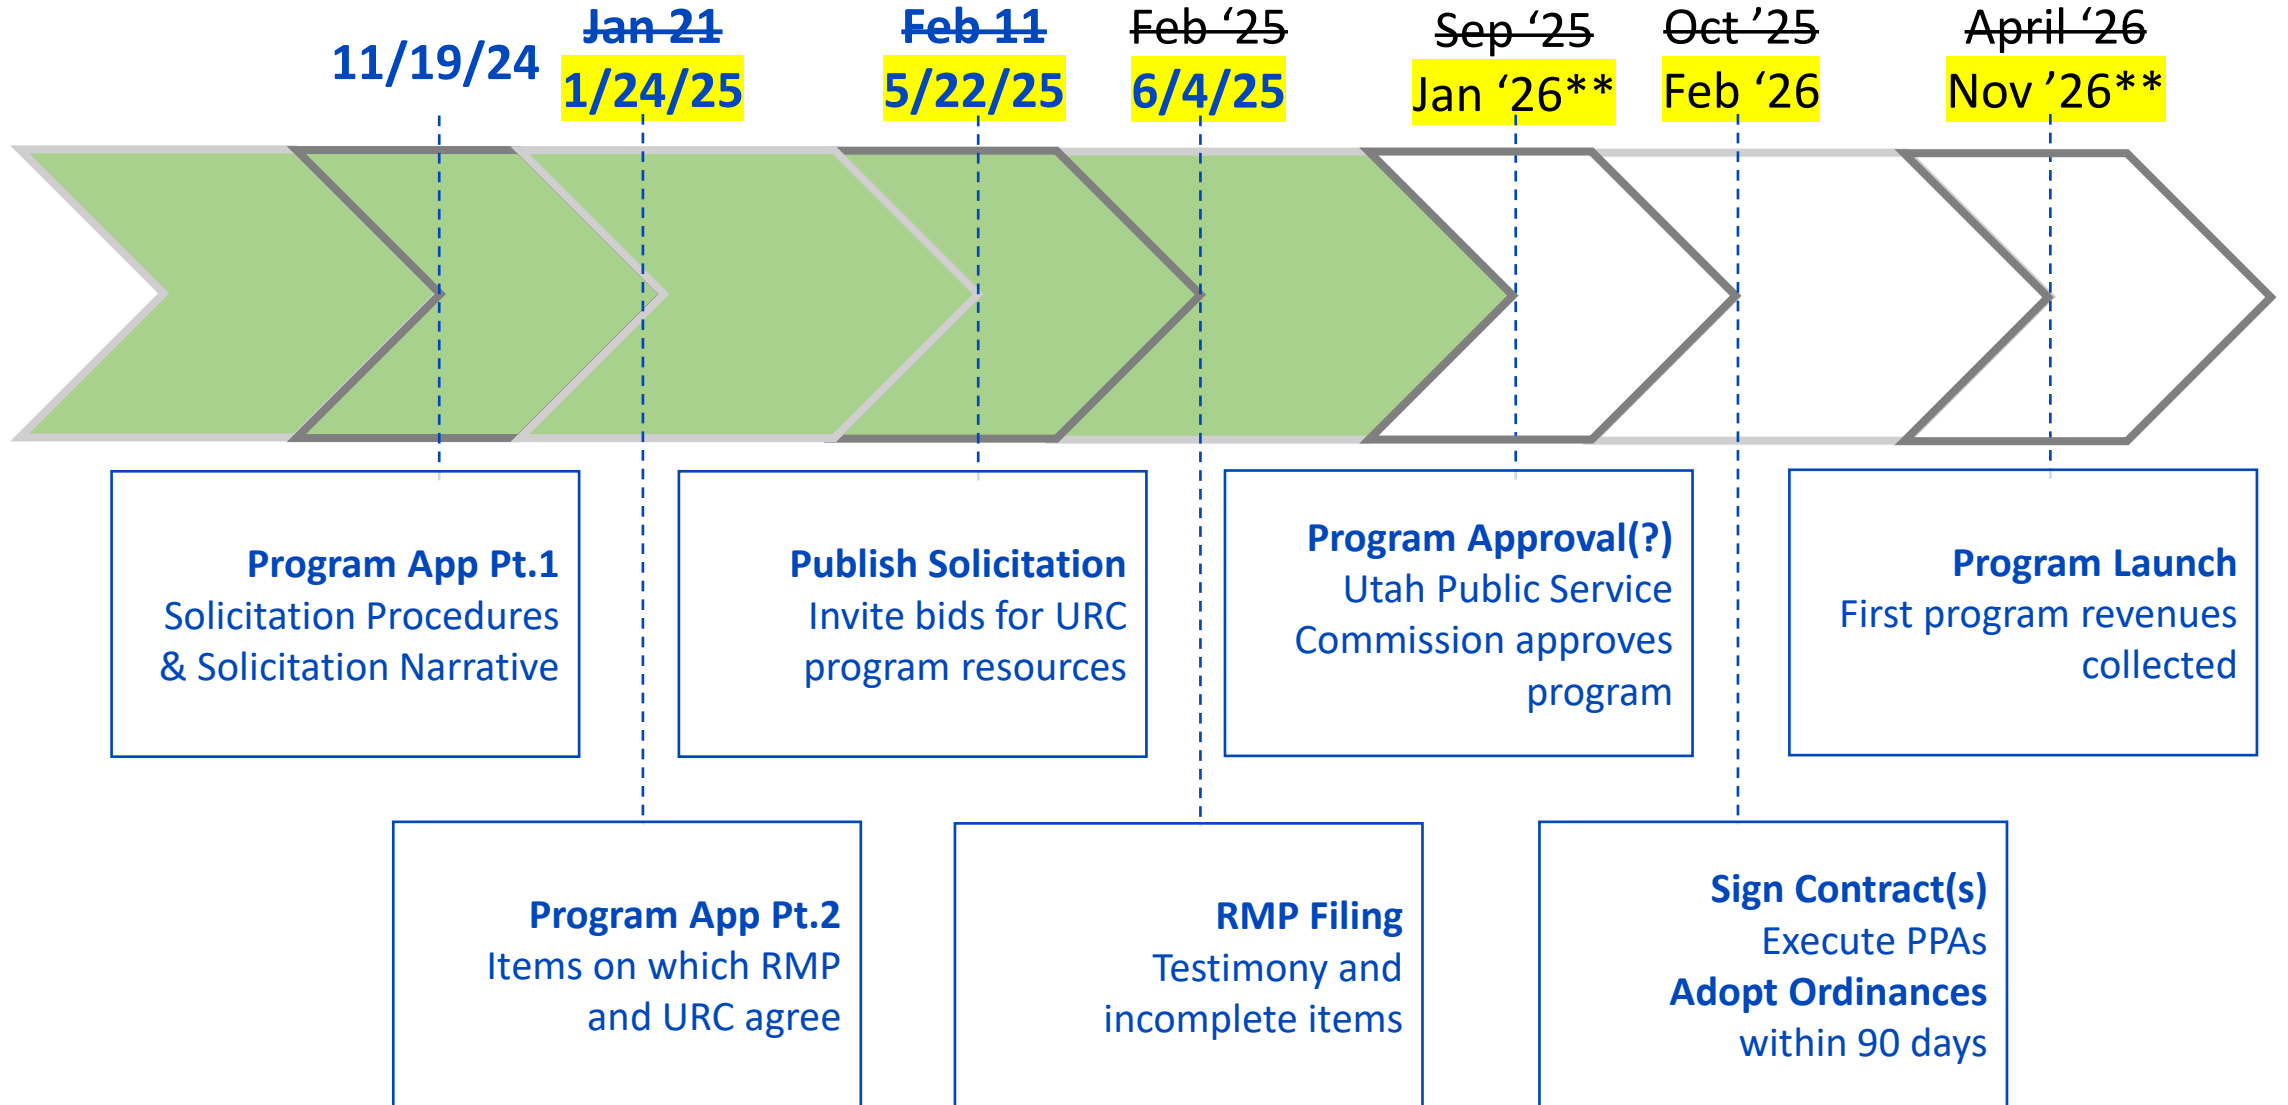 11/19/24
Jan 21
1/24/25
Feb 11
5/22/25
Feb ‘25
6/4/25
Sep ‘25
Jan ‘26**
Oct ’25
Feb ‘26
April ‘26
Nov ’26**
Program App Pt.1
Solicitation Procedures
& Solicitation Narrative
Publish Solicitation
Invite bids for URC
program resources
Program Approval(?)
Utah Public Service
Commission approves
program
Program Launch
First program revenues
collected
Program App Pt.2
Items on which RMP
and URC agree
RMP Filing
Testimony and
incomplete items
Sign Contract(s)
Execute PPAs
Adopt Ordinances
within 90 days